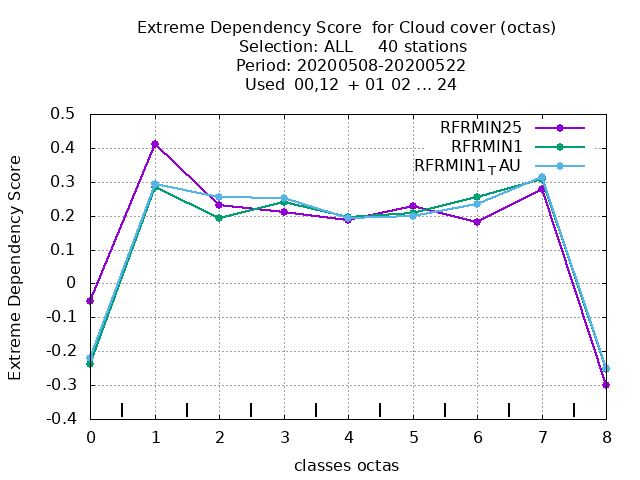 Extreme Dependency Score  for Cloud cover (octas)
Selection: ALL     40 stations
Period: 20200508-20200522
Used  00,12  + 01 02 ... 24
RFRMIN25
RFRMIN1
RFRMIN1TAU
Extreme Dependency Score
0.5
0.4
0.3
0.2
0.1
0
-0.1
-0.2
-0.3
-0.4
0 1 2 3 4 5 6 7 8
classes octas